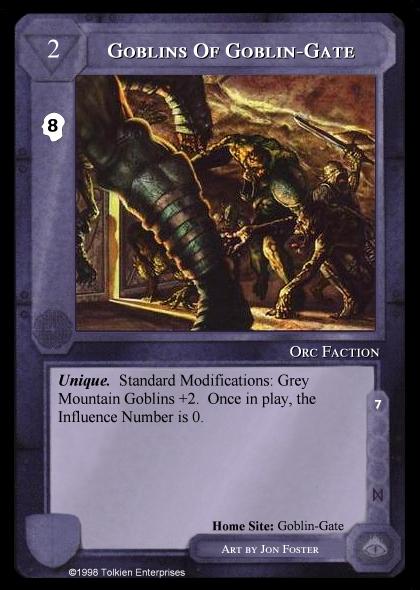 2
Goblins Of Goblin-Gate
8
Orc Faction
Unique. Standard Modifications: Grey
Mountain Goblins +2. Once in play, the
Influence Number is 0.
7
Home Site: Goblin-Gate
Art by Jon Foster
©1998 Tolkien Enterprises